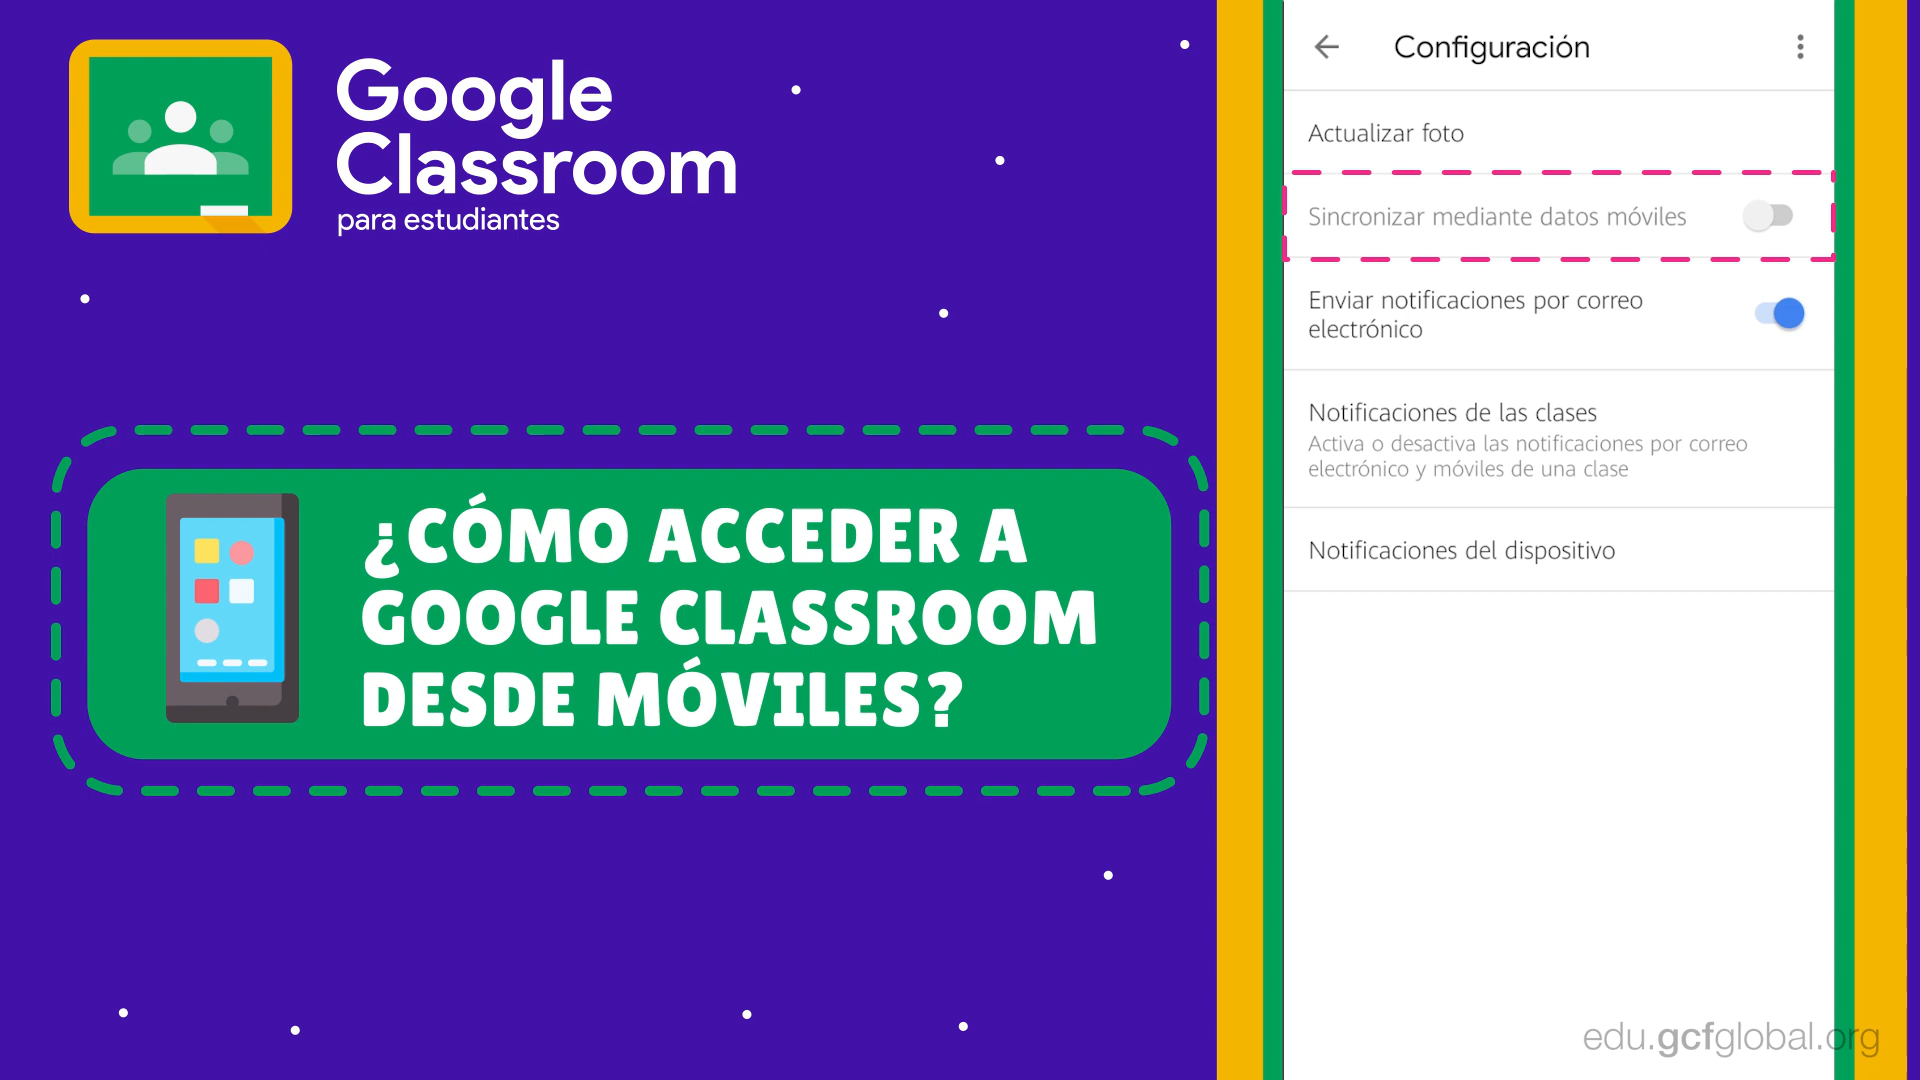 Google
Classroom
para estudiantes
¿CÓMO ACCEDER A
GOOGLE CLASSROOM
DESDE MÓVILES?
Configuración
Actualizar foto
Sincronizar mediante datos móviles
Enviar notificaciones por correo
electrónico
Notificaciones de las clases
Activa o desactiva las notificaciones por correo
electrónico y móviles de una clase
Notificaciones del dispositivo
edu.gcfglobal.org